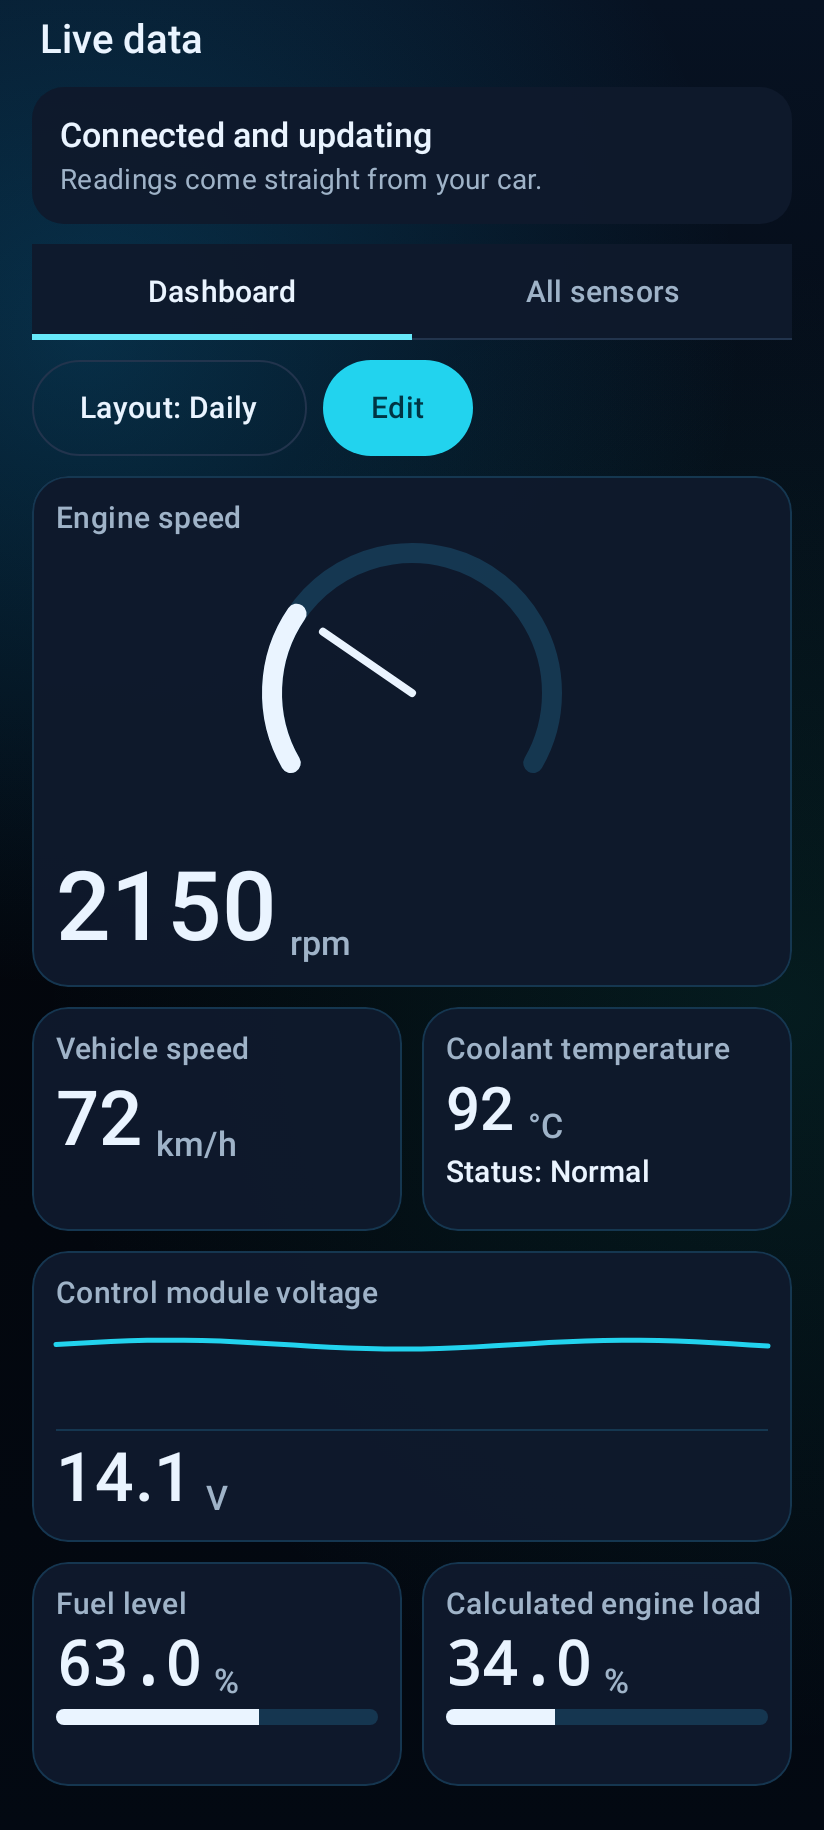 Live data
Connected and updating
Readings come straight from your car.
Dashboard
All sensors
Layout: Daily
Edit
Engine speed
2150 rpm
Vehicle speed
72 km/h
Coolant temperature
92 °C
Status: Normal
Control module voltage
14.1 V
Fuel level
63.0 %
Calculated engine load
34.0 %